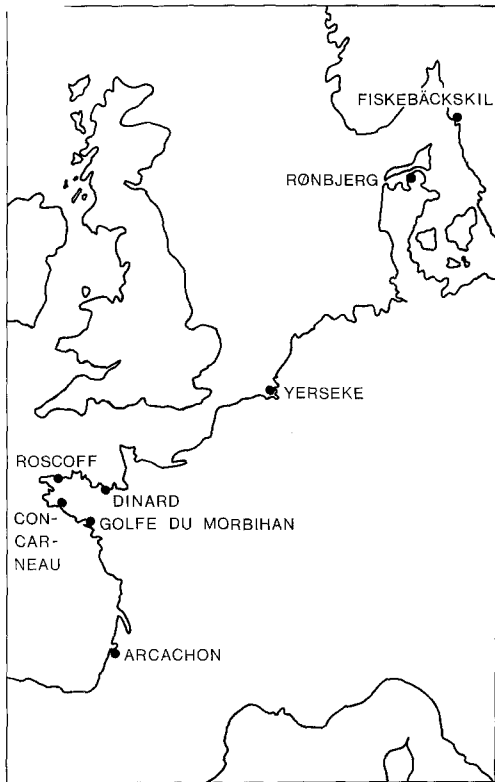 FISKEBÄCKSKIL
RØNBJERG
YERSEKE
ROSCOFF
DINARD
CON-
CAR-
NEAU
GOLFE DU MORBIHAN
ARCACHON